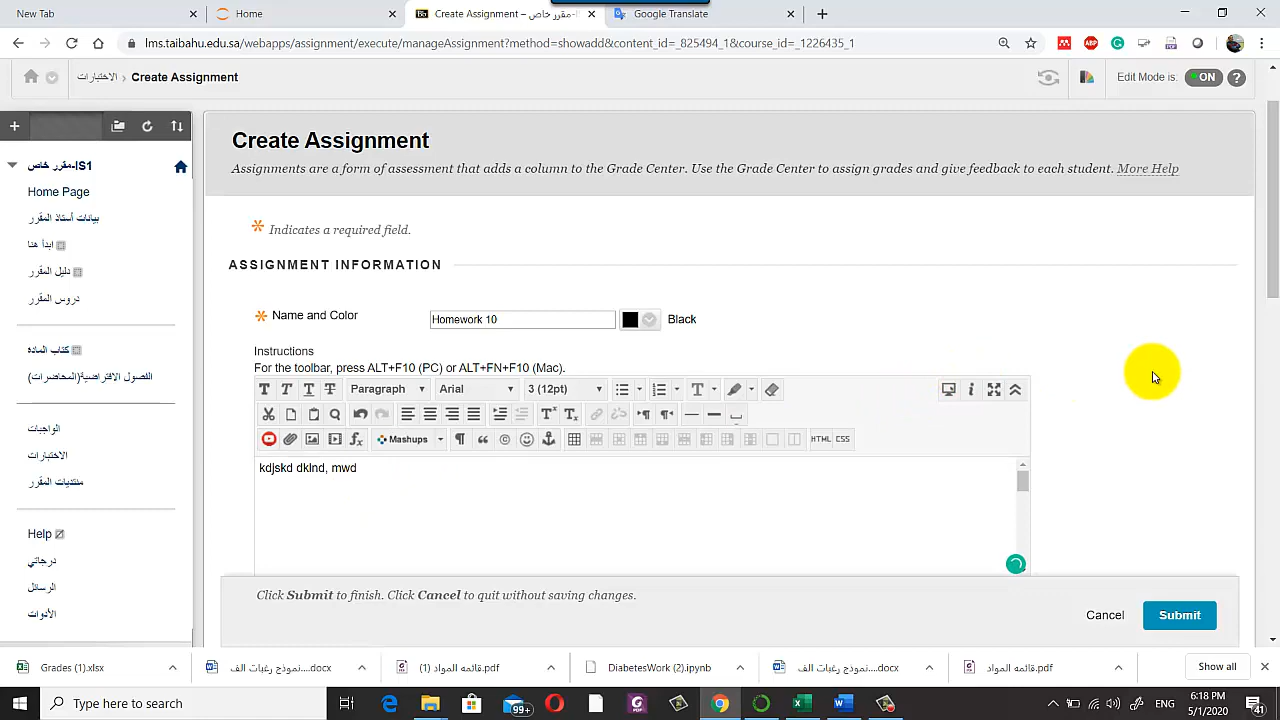 New Tab
Home
Create Assignment – مقرر خاص-I
Google Translate
lms.taibahu.edu.sa/webapps/assignment/execute/manageAssignment?method=showadd&content_id=_825494_1&course_id=_1226435_1
ABP
الاختبارات
Create Assignment
Edit Mode is:
ON
?
IS1-مقرر خاص
Home Page
بيانات أستاذ المقرر
ابدأ هنا
دليل المقرر
دروس المقرر
كتاب المادة
الفصول الافتراضية(المحاضرات)
الواجبات
الاختبارات
منتديات المقرر
Help
درجاتي
الرسائل
الأدوات
Create Assignment
Assignments are a form of assessment that adds a column to the Grade Center. Use the Grade Center to assign grades and give feedback to each student. More Help
Indicates a required field.
ASSIGNMENT INFORMATION
Name and Color
Homework 10
Black
Instructions
For the toolbar, press ALT+F10 (PC) or ALT+FN+F10 (Mac).
T T T T Paragraph Arial 3 (12pt)
Mashups
HTML CSS
kdjskd dklnd, mwd
Click Submit to finish. Click Cancel to quit without saving changes.
Cancel
Submit
Grades (1).xlsx
نموذج رغبات الف....docx
قائمه المواد (1).pdf
DiabetesWork (2).ipynb
نموذج رغبات الف....docx
قائمه المواد.pdf
Show all
Type here to search
99+
ENG
6:18 PM
5/1/2020
41